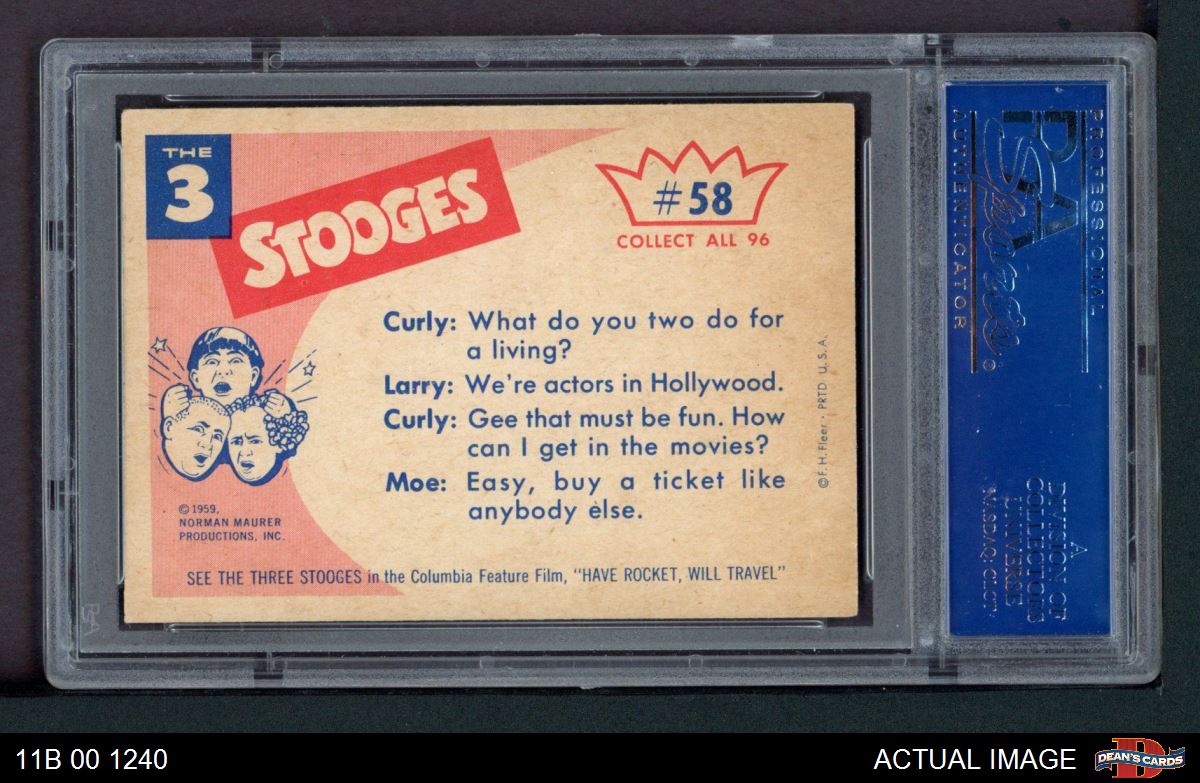 THE
3
STOOGES
#58
COLLECT ALL 96
Curly: What do you two do for
a living?
Larry: We're actors in Hollywood.
Curly: Gee that must be fun. How
can I get in the movies?
Moe: Easy, buy a ticket like
anybody else.
© 1959,
NORMAN MAURER
PRODUCTIONS, INC.
SEE THE THREE STOOGES in the Columbia Feature Film, "HAVE ROCKET, WILL TRAVEL"
© F. H. Fleer • PRTD U.S.A.
PROFESSIONAL
PSA
AUTHENTICATOR
A
DIVISION OF
COLLECTORS
UNIVERSE
NASDAQ: CLCT
PSA
11B 00 1240
ACTUAL IMAGE
D
DEAN'S CARDS